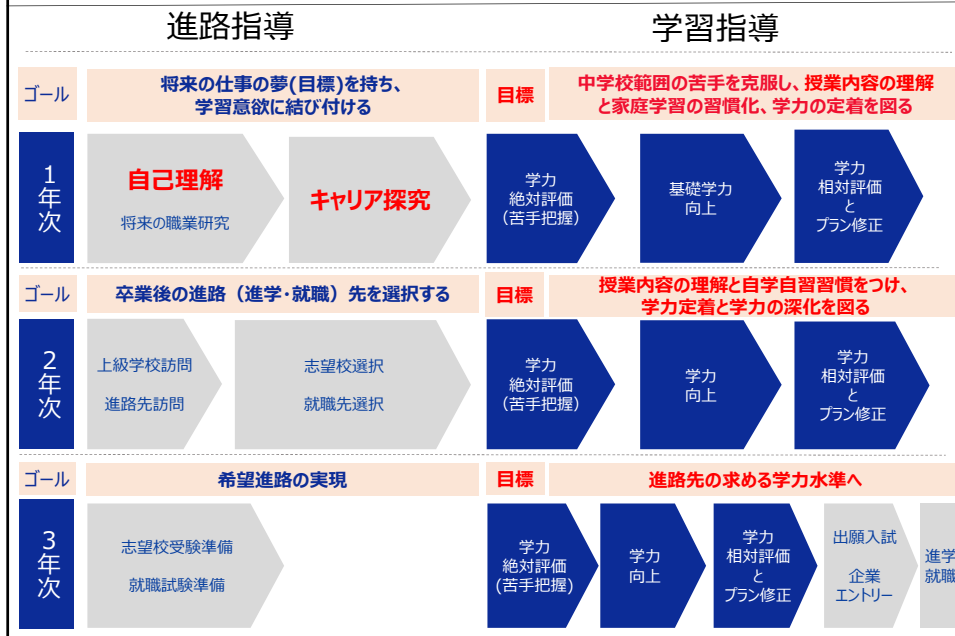 進路指導
学習指導
ゴール
将来の仕事の夢(目標)を持ち、
学習意欲に結び付ける
目標
中学校範囲の苦手を克服し、授業内容の理解
と家庭学習の習慣化、学力の定着を図る
1年次
自己理解
将来の職業研究
キャリア探究
学力
絶対評価
(苦手把握)
基礎学力
向上
学力
相対評価
と
プラン修正
ゴール
卒業後の進路（進学・就職）先を選択する
目標
授業内容の理解と自学自習習慣をつけ、
学力定着と学力の深化を図る
2年次
上級学校訪問
進路先訪問
志望校選択
就職先選択
学力
絶対評価
(苦手把握)
学力
向上
学力
相対評価
と
プラン修正
ゴール
希望進路の実現
目標
進路先の求める学力水準へ
3年次
志望校受験準備
就職試験準備
学力
絶対評価
(苦手把握)
学力
向上
学力
相対評価
と
プラン修正
出願入試
企業
エントリー
進学
就職